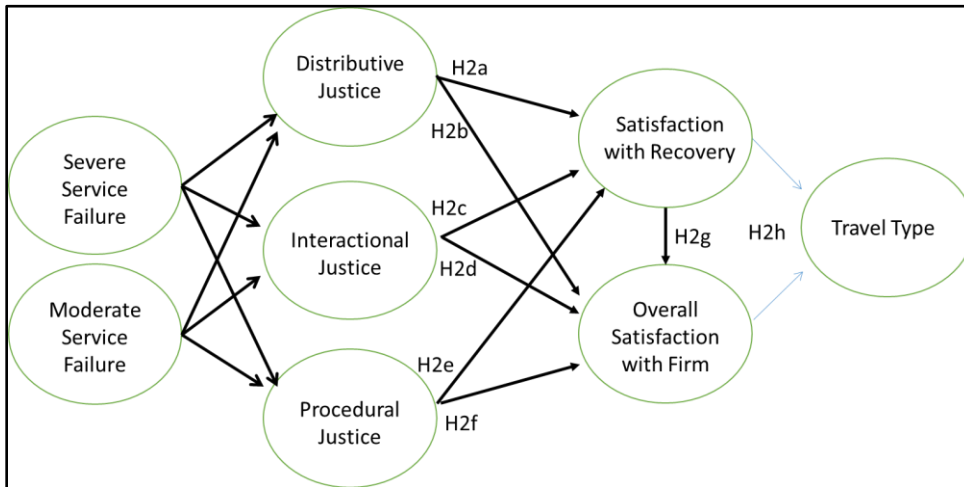 Severe
Service
Failure
Moderate
Service
Failure
Distributive
Justice
Interactional
Justice
Procedural
Justice
H2a
H2b
H2c
H2d
H2e
H2f
Satisfaction
with Recovery
H2g
Overall
Satisfaction
with Firm
H2h
Travel Type